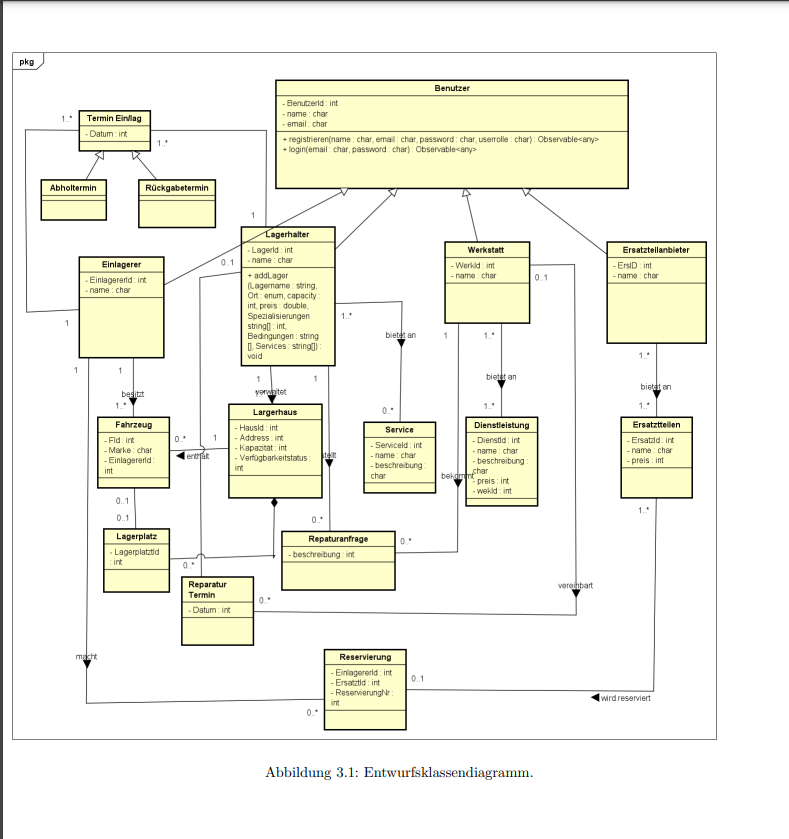 pkg
Benutzer
- BenutzerId : int
- name : char
- email : char
+ registrieren(name : char, email : char, password : char, userrolle : char) : Observable<any>
+ login(email : char, password : char) : Observable<any>
1..*
Termin Einlag
- Datum : int
1..*
Abholtermin
Rückgabetermin
1
Lagerhalter
- LagerId : int
- name : char
+ addLager
(Lagername : string,
Ort : enum, capacity :
int, preis : double,
Spezialisierungen
string[] : int,
Bedingungen : string
[], Services : string[]) :
void
0..1
Einlagerer
- EinlagererId : int
- name : char
1
Werkstatt
- WerkId : int
- name : char
0..1
Ersatzteilanbieter
- ErsID : int
- name : char
1..*
bietet an
0..*
1
1..*
bietet an
1..*
1..*
bietet an
1..*
1
1
besitzt
1..*
1
verwaltet
1
stellt
Fahrzeug
- FId : int
- Marke : char
- EinlagererId :
int
0..*
enthält
1
Largerhaus
- HausId : int
- Address : int
- Kapazität : int
- Verfügbarkeitstatus :
int
Service
- ServiceId : int
- name : char
- beschreibung :
char
Dienstleistung
- DienstId : int
- name : char
- beschreibung :
char
- preis : int
- wekId : int
Ersatztteilen
- ErsatzId : int
- name : char
- preis : int
bekommt
0..1
0..1
Lagerplatz
- LagerplatztId
: int
0..*
0..*
Repaturanfrage
- beschreibung : int
0..*
1..*
Reparatur
Termin
- Datum : int
0..*
vereinbart
macht
Reservierung
- EinlagererId : int
- ErsatztId : int
- ReservierungNr :
int
0..1
0..*
wird reserviert
Abbildung 3.1: Entwurfsklassendiagramm.